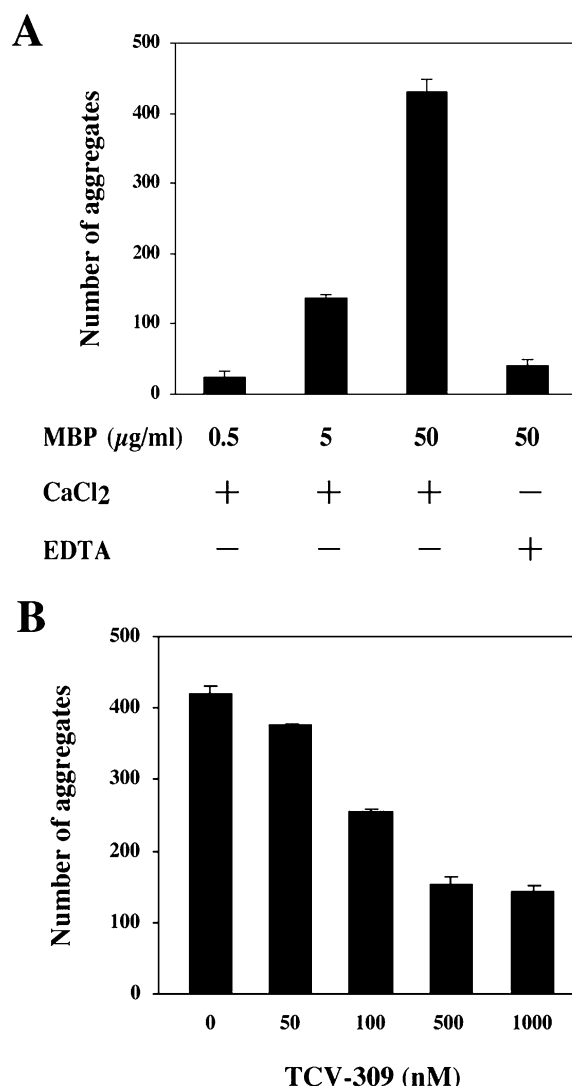 A
500
400
300
200
100
0
Number of aggregates
MBP (µg/ml) 0.5 5 50 50
CaCl2 + + + −
EDTA − − − +
B
500
400
300
200
100
0
Number of aggregates
0 50 100 500 1000
TCV-309 (nM)